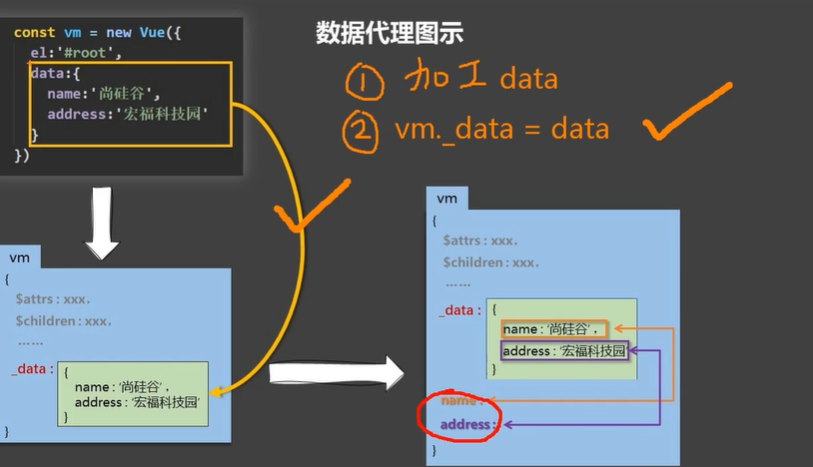 const vm = new Vue({
el:'#root',
data:{
name:'尚硅谷',
address:'宏福科技园'
}
})
数据代理图示
① 加工 data
② vm._data = data
vm
{
$attrs : xxx,
$children : xxx,
......
_data :
{
name : '尚硅谷' ,
address : '宏福科技园'
}
}
vm
{
$attrs : xxx,
$children : xxx,
......
_data :
{
name : '尚硅谷' ,
address : '宏福科技园'
}
name :
address :
}